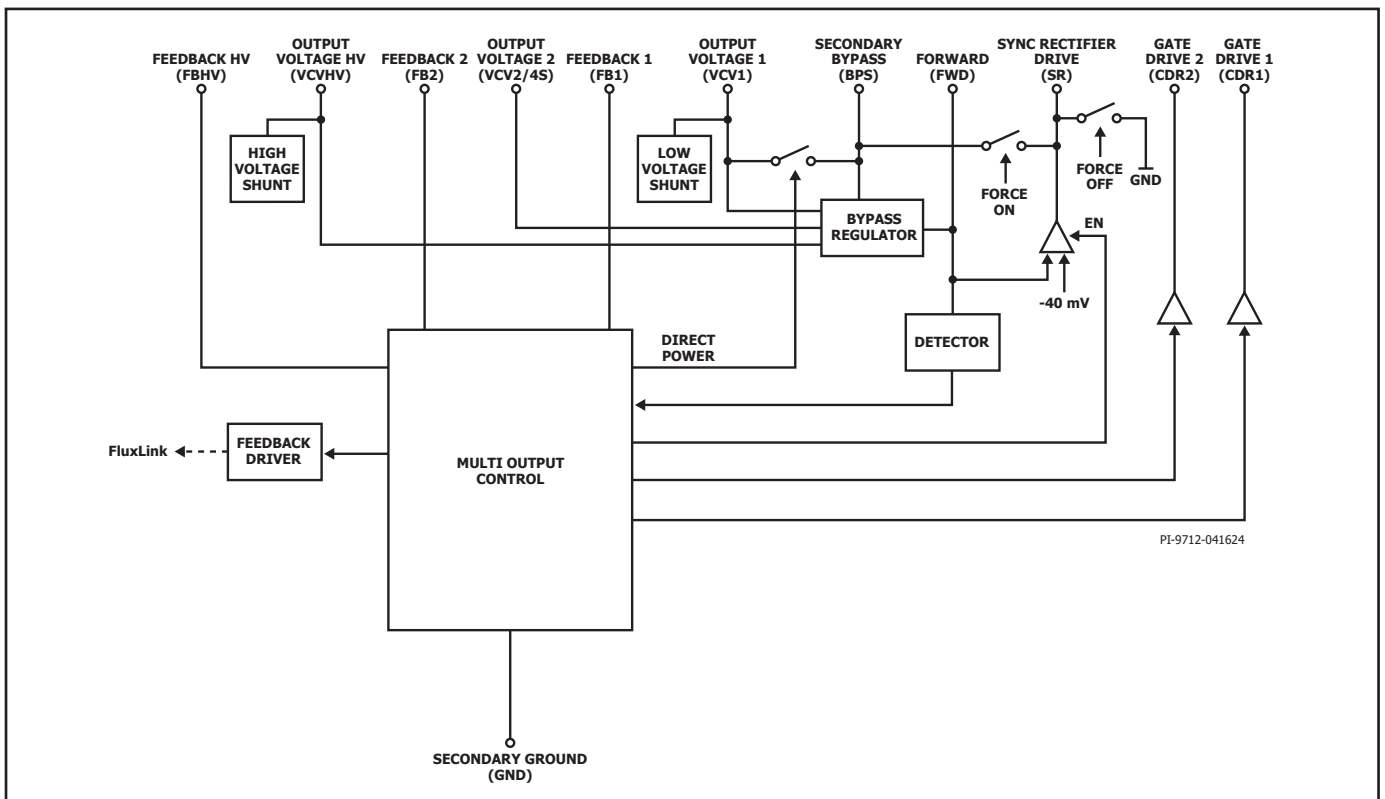 FEEDBACK HV
(FBHV)
OUTPUT
VOLTAGE HV
(VCVHV)
FEEDBACK 2
(FB2)
OUTPUT
VOLTAGE 2
(VCV2/4S)
FEEDBACK 1
(FB1)
OUTPUT
VOLTAGE 1
(VCV1)
SECONDARY
BYPASS
(BPS)
FORWARD
(FWD)
SYNC RECTIFIER
DRIVE
(SR)
GATE
DRIVE 2
(CDR2)
GATE
DRIVE 1
(CDR1)
HIGH
VOLTAGE
SHUNT
LOW
VOLTAGE
SHUNT
FORCE
ON
FORCE
OFF
GND
BYPASS
REGULATOR
EN
-40 mV
DIRECT
POWER
DETECTOR
FluxLink
FEEDBACK
DRIVER
MULTI OUTPUT
CONTROL
PI-9712-041624
SECONDARY GROUND
(GND)